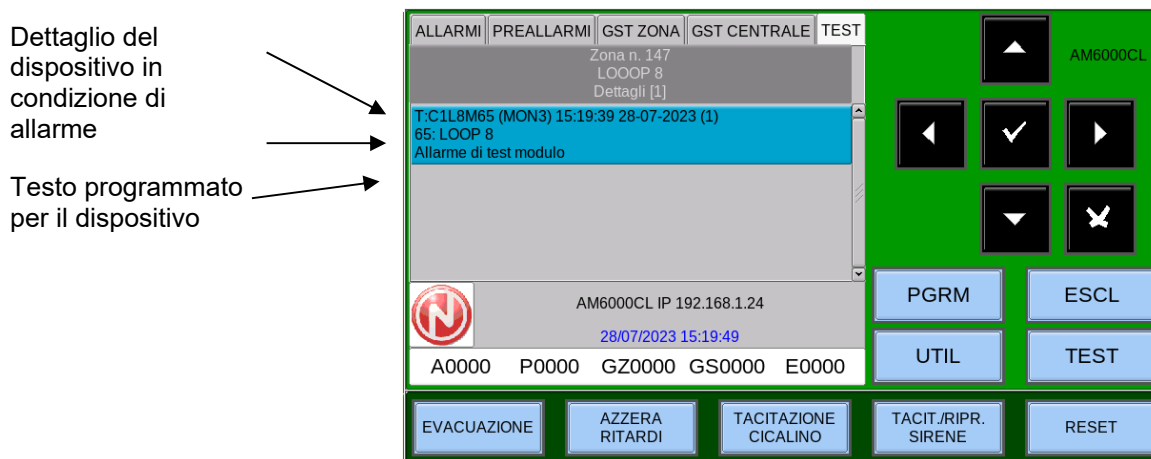 Dettaglio del
dispositivo in
condizione di
allarme
Testo programmato
per il dispositivo
ALLARMI PREALLARMI GST ZONA GST CENTRALE TEST
Zona n. 147
LOOOP 8
Dettagli [1]
T:C1L8M65 (MON3) 15:19:39 28-07-2023 (1)
65: LOOP 8
Allarme di test modulo
AM6000CL IP 192.168.1.24
28/07/2023 15:19:49
A0000 P0000 GZ0000 GS0000 E0000
AM6000CL
PGRM ESCL
UTIL TEST
EVACUAZIONE
AZZERA
RITARDI
TACITAZIONE
CICALINO
TACIT./RIPR.
SIRENE
RESET